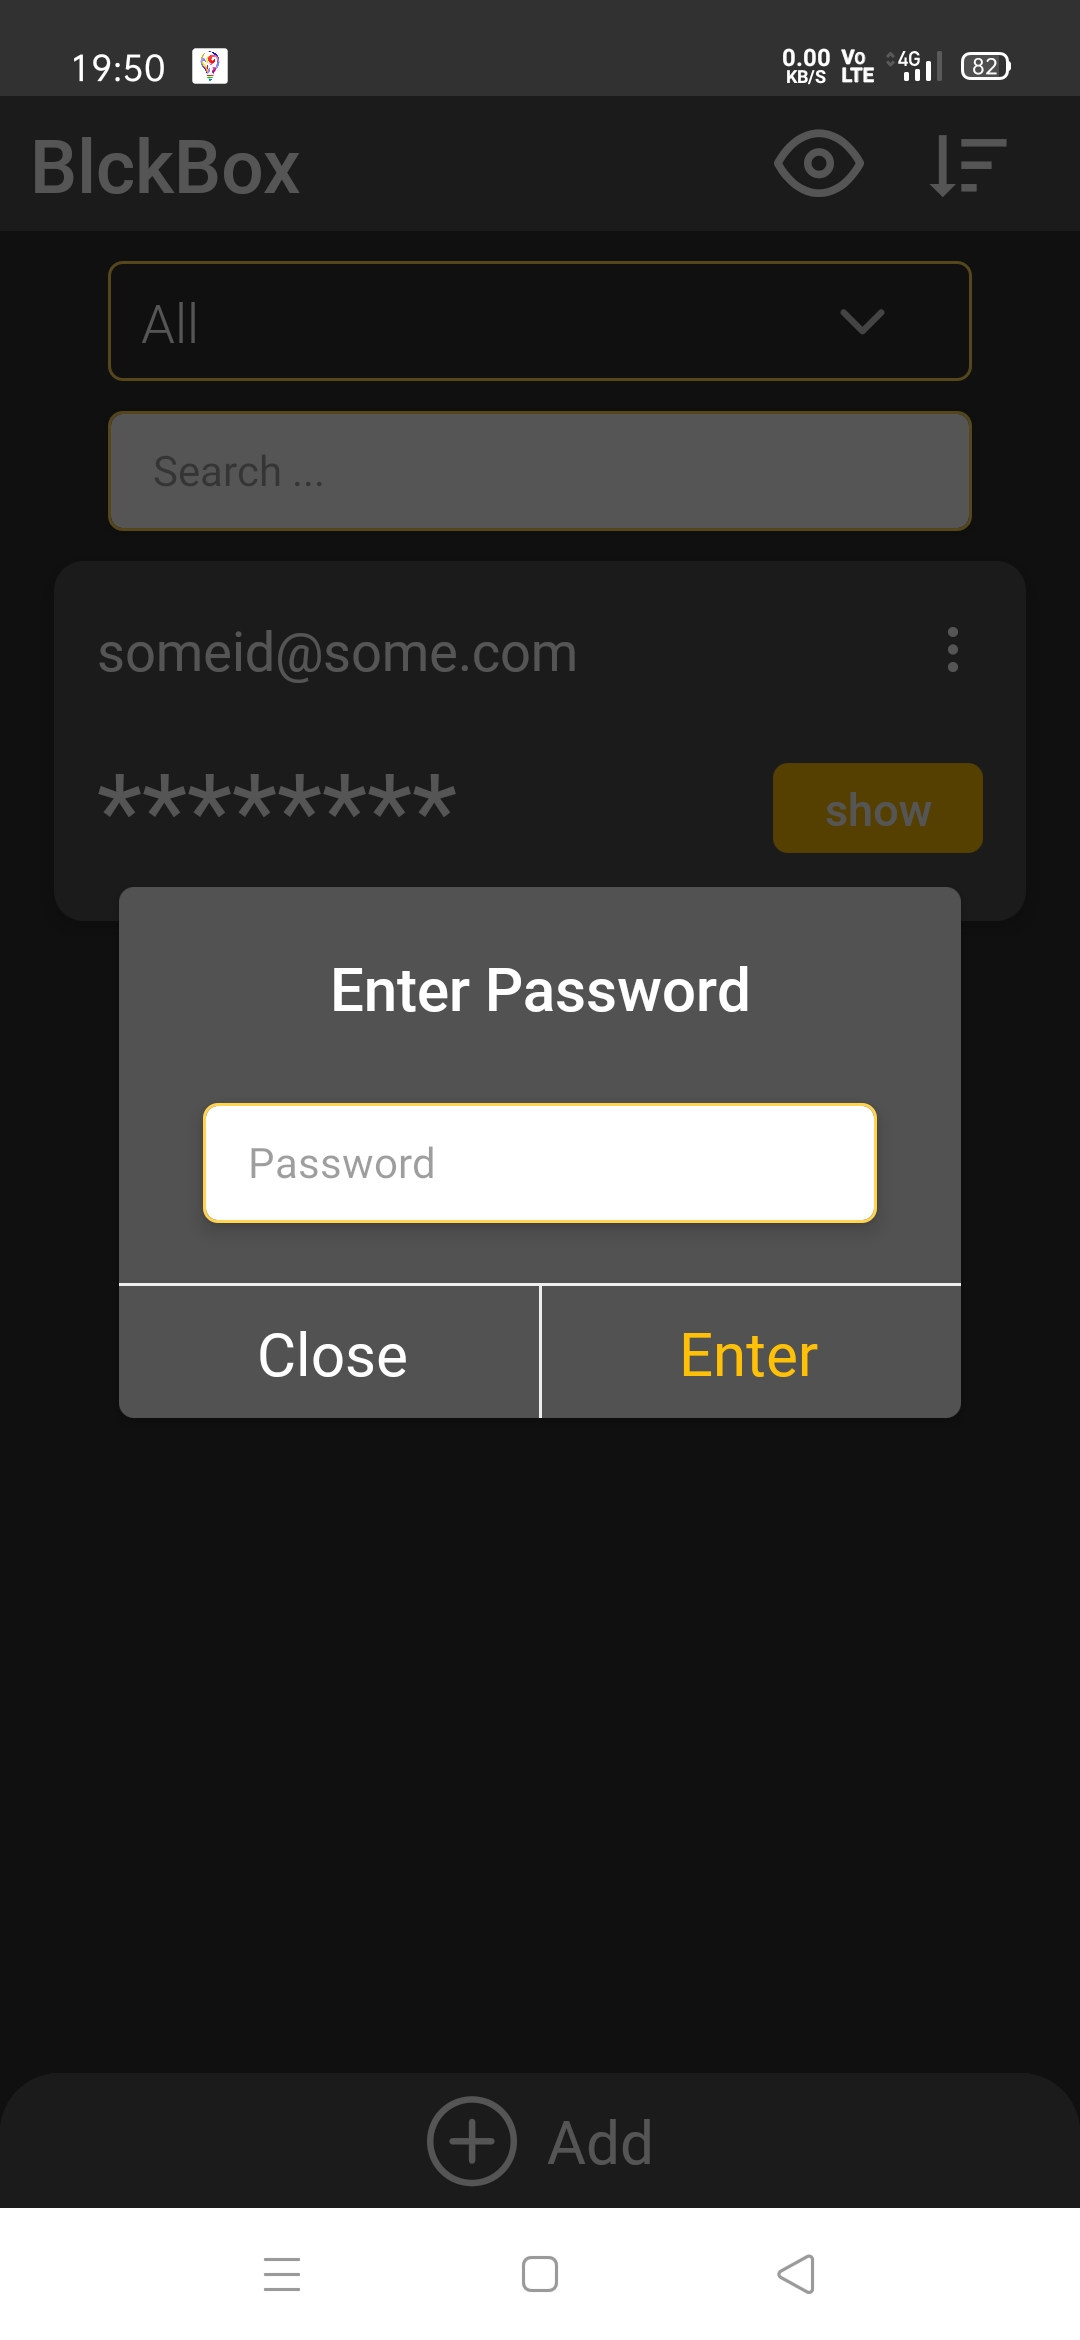 19:50 0.00 KB/S Vo LTE 4G 82
BlckBox
All
Search ...
someid@some.com
********
show
Enter Password
Password
Close Enter
Add